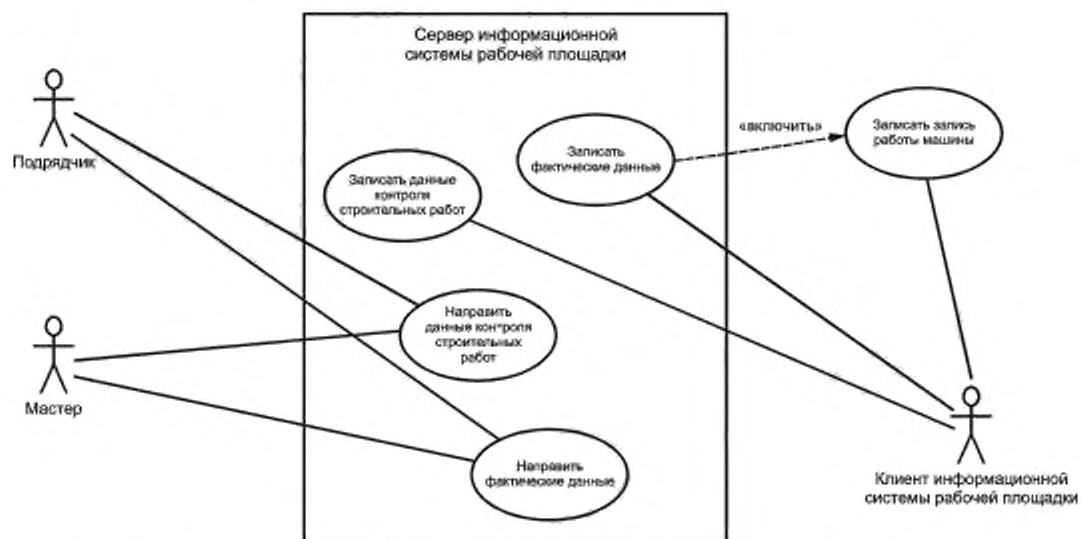 Сервер информационной
системы рабочей площадки
Подрядчик
«включить»
Записать запись
работы машины
Записать
фактические данные
Записать данные
контроля
строительных работ
Направить
данные контроля
строительных
работ
Мастер
Направить
фактические данные
Клиент информационной
системы рабочей площадки